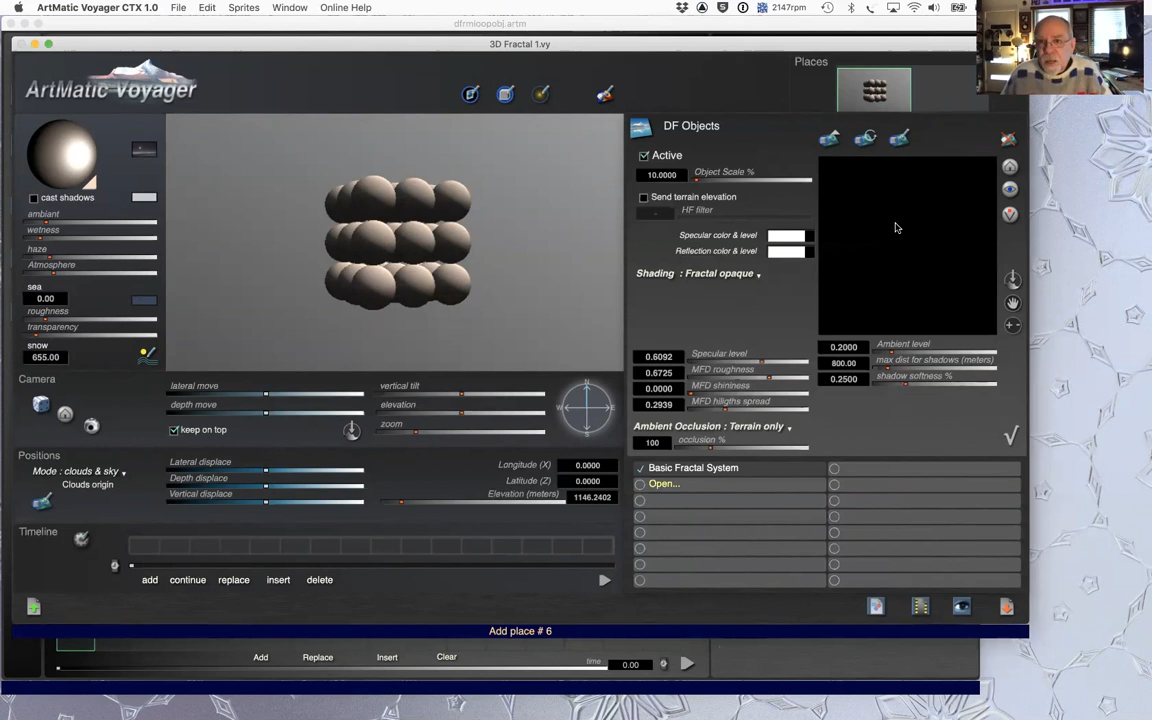 ArtMatic Voyager CTX 1.0 File Edit Sprites Window Online Help 2147rpm
dfrmioopobj.artm
3D Fractal 1.vy
ArtMatic Voyager
Places
DF Objects
Active
10.0000 Object Scale %
Send terrain elevation
- HF filter
Specular color & level
Reflection color & level
Shading : Fractal opaque
0.6092 Specular level
0.6725 MFD roughness
0.0000 MFD shininess
0.2939 MFD hiligths spread
0.2000 Ambient level
800.00 max dist for shadows (meters)
0.2500 shadow softness %
Ambient Occlusion : Terrain only
100 occlusion %
Basic Fractal System
Open...
cast shadows
ambiant
wetness
haze
Atmosphere
sea
0.00
roughness
transparency
snow
655.00
Camera
lateral move
depth move
keep on top
vertical tilt
elevation
zoom
N
W E
S
Positions
Mode : clouds & sky
Clouds origin
Lateral displace
Depth displace
Vertical displace
Longitude (X) 0.0000
Latitude (Z) 0.0000
Elevation (meters) 1146.2402
Timeline
add continue replace insert delete
Add place # 6
Add Replace Insert Clear
time 0.00